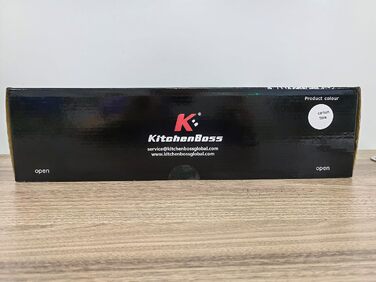 Product colour
K
KitchenBoss
service@kitchenbossglobal.com
www.kitchenbossglobal.com
open
open